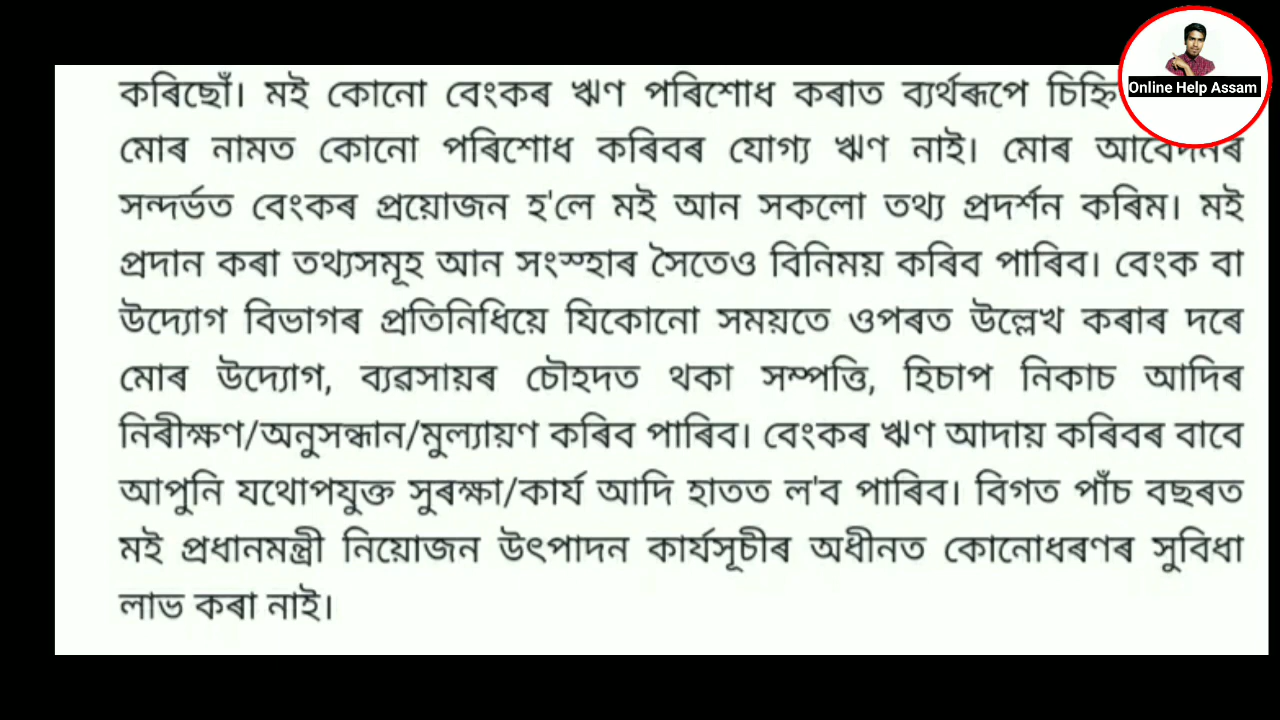 কৰিছোঁ। মই কোনো বেংকৰ ঋণ পৰিশোধ কৰাত ব্যৰ্থৰূপে
Online Help Assam
মোৰ নামত কোনো পৰিশোধ কৰিবৰ যোগ্য ঋণ নাই। মোৰ আবেদনৰ
সন্দৰ্ভত বেংকৰ প্ৰয়োজন হ'লে মই আন সকলো তথ্য প্ৰদৰ্শন কৰিম। মই
প্ৰদান কৰা তথ্যসমূহ আন সংস্হাৰ সৈতেও বিনিময় কৰিব পাৰিব। বেংক বা
উদ্যোগ বিভাগৰ প্ৰতিনিধিয়ে যিকোনো সময়তে ওপৰত উল্লেখ কৰাৰ দৰে
মোৰ উদ্যোগ, ব্যৱসায়ৰ চৌহদত থকা সম্পত্তি, হিচাপ নিকাচ আদিৰ
নিৰীক্ষণ/অনুসন্ধান/মুল্যায়ণ কৰিব পাৰিব। বেংকৰ ঋণ আদায় কৰিবৰ বাবে
আপুনি যথোপযুক্ত সুৰক্ষা/কাৰ্য আদি হাতত ল'ব পাৰিব। বিগত পাঁচ বছৰত
মই প্ৰধানমন্ত্ৰী নিয়োজন উৎপাদন কাৰ্যসূচীৰ অধীনত কোনোধৰণৰ সুবিধা
লাভ কৰা নাই।